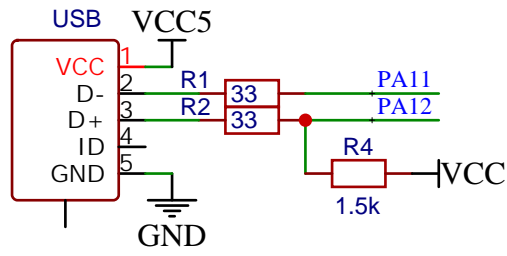 USB VCC5
VCC 1
D- 2 R1 33 PA11
D+ 3 R2 33 PA12
ID 4
GND 5
R4
VCC
1.5k
GND